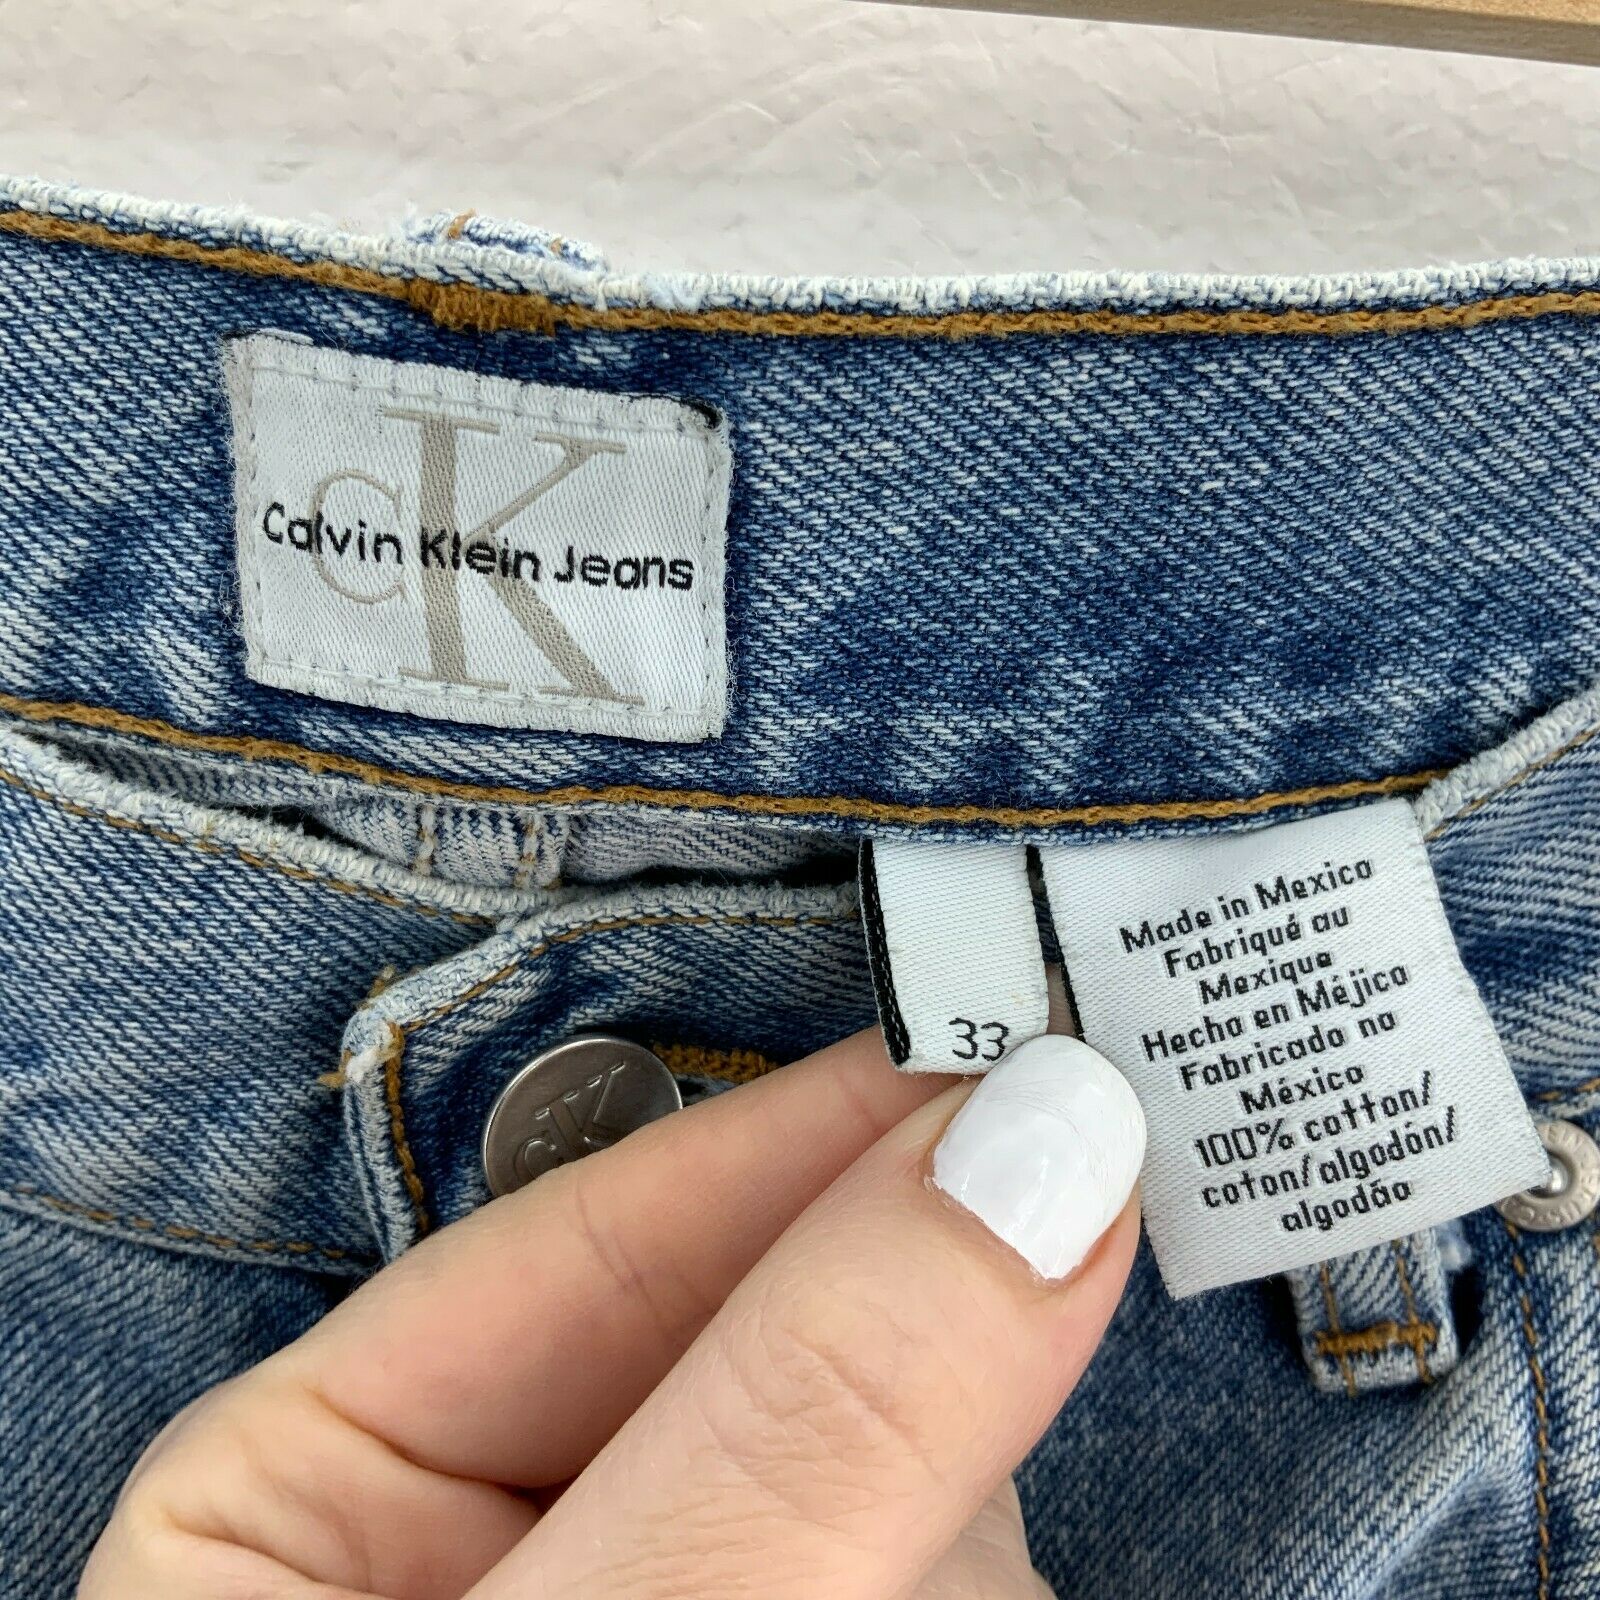 CK
Calvin Klein Jeans
33
Made in Mexico
Fabriqué au
Mexique
Hecho en Méjico
Fabricado no
México
100% cotton/
coton/algodón/
algodão
CK